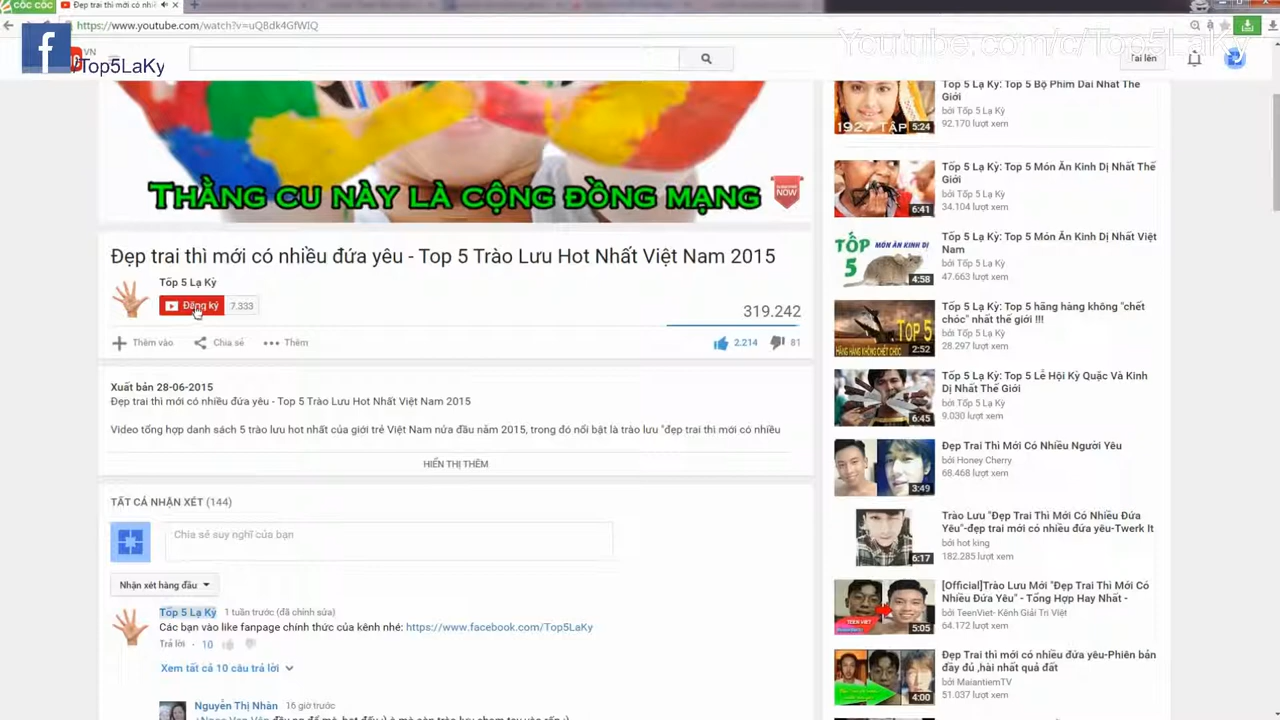 CỐC CỐC
Đẹp trai thì mới có nhi
https://www.youtube.com/watch?v=uQ8dk4GfWIQ
Youtube.com/c/Top5LaKy
f
VN
/Top5LaKy
Tải lên
THẰNG CU NÀY LÀ CỘNG ĐỒNG MẠNG
SUBSCRIBE
NOW
Đẹp trai thì mới có nhiều đứa yêu - Top 5 Trào Lưu Hot Nhất Việt Nam 2015
Tốp 5 Lạ Kỳ
Đăng ký
7.333
319.242
Thêm vào
Chia sẻ
Thêm
2.214
81
Xuất bản 28-06-2015
Đẹp trai thì mới có nhiều đứa yêu - Top 5 Trào Lưu Hot Nhất Việt Nam 2015
Video tổng hợp danh sách 5 trào lưu hot nhất của giới trẻ Việt Nam nửa đầu năm 2015, trong đó nổi bật là trào lưu "đẹp trai thì mới có nhiều
HIỂN THỊ THÊM
TẤT CẢ NHẬN XÉT (144)
Chia sẻ suy nghĩ của bạn
Nhận xét hàng đầu
Tốp 5 Lạ Kỳ 1 tuần trước (đã chỉnh sửa)
Các bạn vào like fanpage chính thức của kênh nhé: https://www.facebook.com/Top5LaKy
Trả lời · 10
Xem tất cả 10 câu trả lời
Nguyễn Thị Nhân 16 giờ trước
1927 TẬP
5:24
Tốp 5 Lạ Kỳ: Top 5 Bộ Phim Dài Nhất Thế
Giới
bởi Tốp 5 Lạ Kỳ
92.170 lượt xem
6:41
Tốp 5 Lạ Kỳ: Top 5 Món Ăn Kinh Dị Nhất Thế
Giới
bởi Tốp 5 Lạ Kỳ
34.104 lượt xem
TỐP
5
MÓN ĂN KINH DỊ
4:58
Tốp 5 Lạ Kỳ: Top 5 Món Ăn Kinh Dị Nhất Việt
Nam
bởi Tốp 5 Lạ Kỳ
47.663 lượt xem
TOP 5
HÃNG HÀNG KHÔNG CHẾT CHÓC
2:52
Tốp 5 Lạ Kỳ: Top 5 hãng hàng không "chết
chóc" nhất thế giới !!!
bởi Tốp 5 Lạ Kỳ
28.297 lượt xem
6:45
Tốp 5 Lạ Kỳ: Top 5 Lễ Hội Kỳ Quặc Và Kinh
Dị Nhất Thế Giới
bởi Tốp 5 Lạ Kỳ
9.030 lượt xem
3:49
Đẹp Trai Thì Mới Có Nhiều Người Yêu
bởi Honey Cherry
68.468 lượt xem
6:17
Trào Lưu "Đẹp Trai Thì Mới Có Nhiều Đứa
Yêu"-đẹp trai mới có nhiều đứa yêu-Twerk It
bởi hot king
182.285 lượt xem
TEEN VIỆT
5:05
[Official]Trào Lưu Mới "Đẹp Trai Thì Mới Có
Nhiều Đứa Yêu" - Tổng Hợp Hay Nhất -
bởi TeenViet- Kênh Giải Trí Việt
64.172 lượt xem
4:00
Đẹp Trai thì mới có nhiều đứa yêu-Phiên bản
đầy đủ ,hài nhất quả đất
bởi MaiantiemTV
51.037 lượt xem